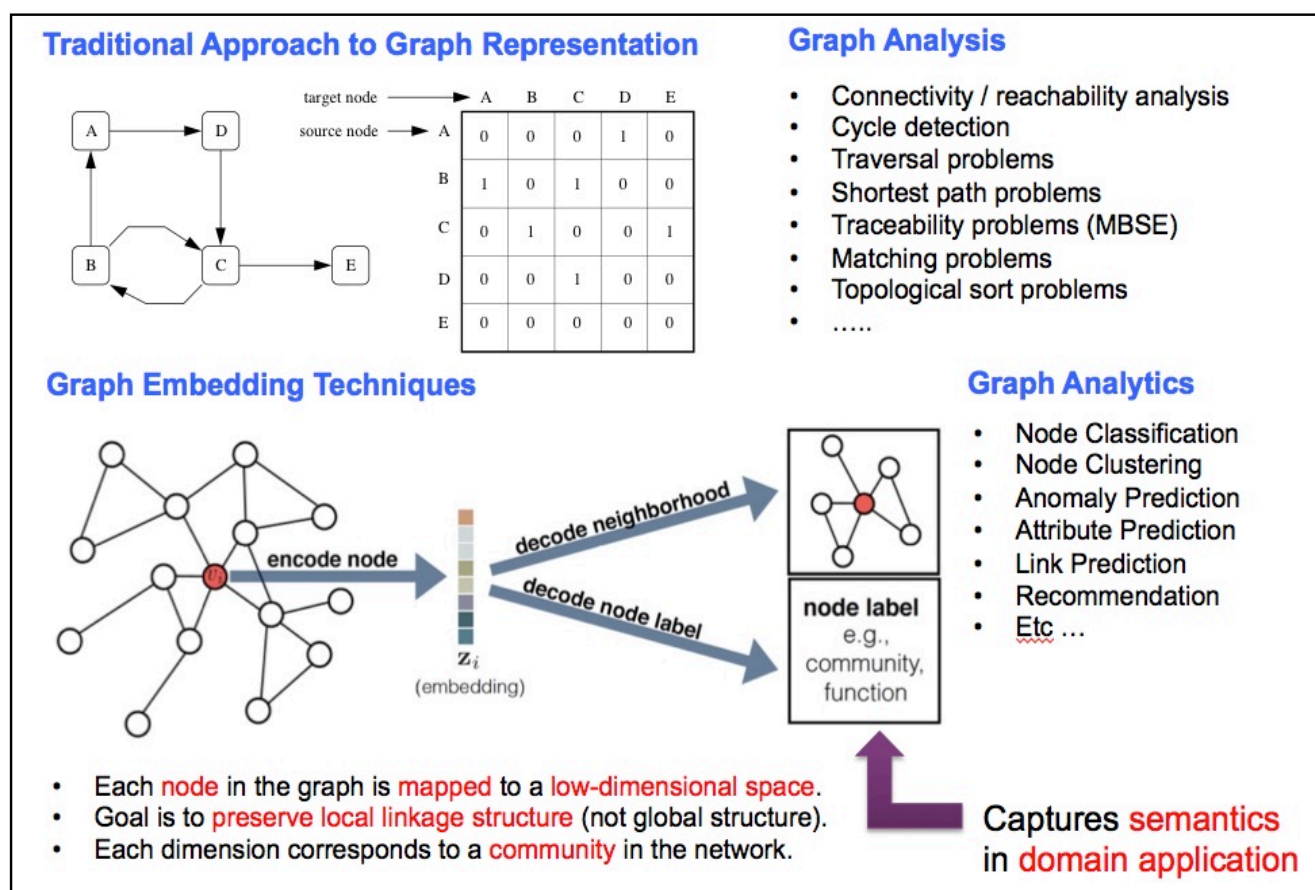 Traditional Approach to Graph Representation
target node A B C D E
source node A 0 0 0 1 0
B 1 0 1 0 0
C 0 1 0 0 1
D 0 0 1 0 0
E 0 0 0 0 0
A D
B C E
Graph Analysis
• Connectivity / reachability analysis
• Cycle detection
• Traversal problems
• Shortest path problems
• Traceability problems (MBSE)
• Matching problems
• Topological sort problems
• …..
Graph Embedding Techniques
encode node
zᵢ
(embedding)
decode neighborhood
decode node label
node label
e.g.,
community,
function
Graph Analytics
• Node Classification
• Node Clustering
• Anomaly Prediction
• Attribute Prediction
• Link Prediction
• Recommendation
• Etc …
• Each node in the graph is mapped to a low-dimensional space.
• Goal is to preserve local linkage structure (not global structure).
• Each dimension corresponds to a community in the network.
Captures semantics
in domain application